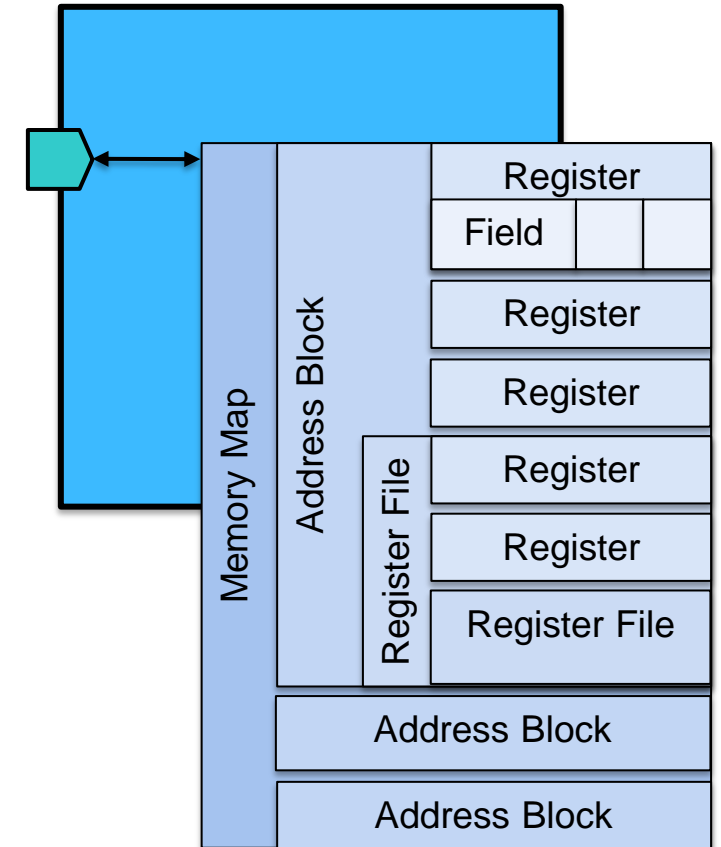 Memory Map
Address Block
Register
Field
Register
Register
Register File
Register
Register
Register File
Address Block
Address Block